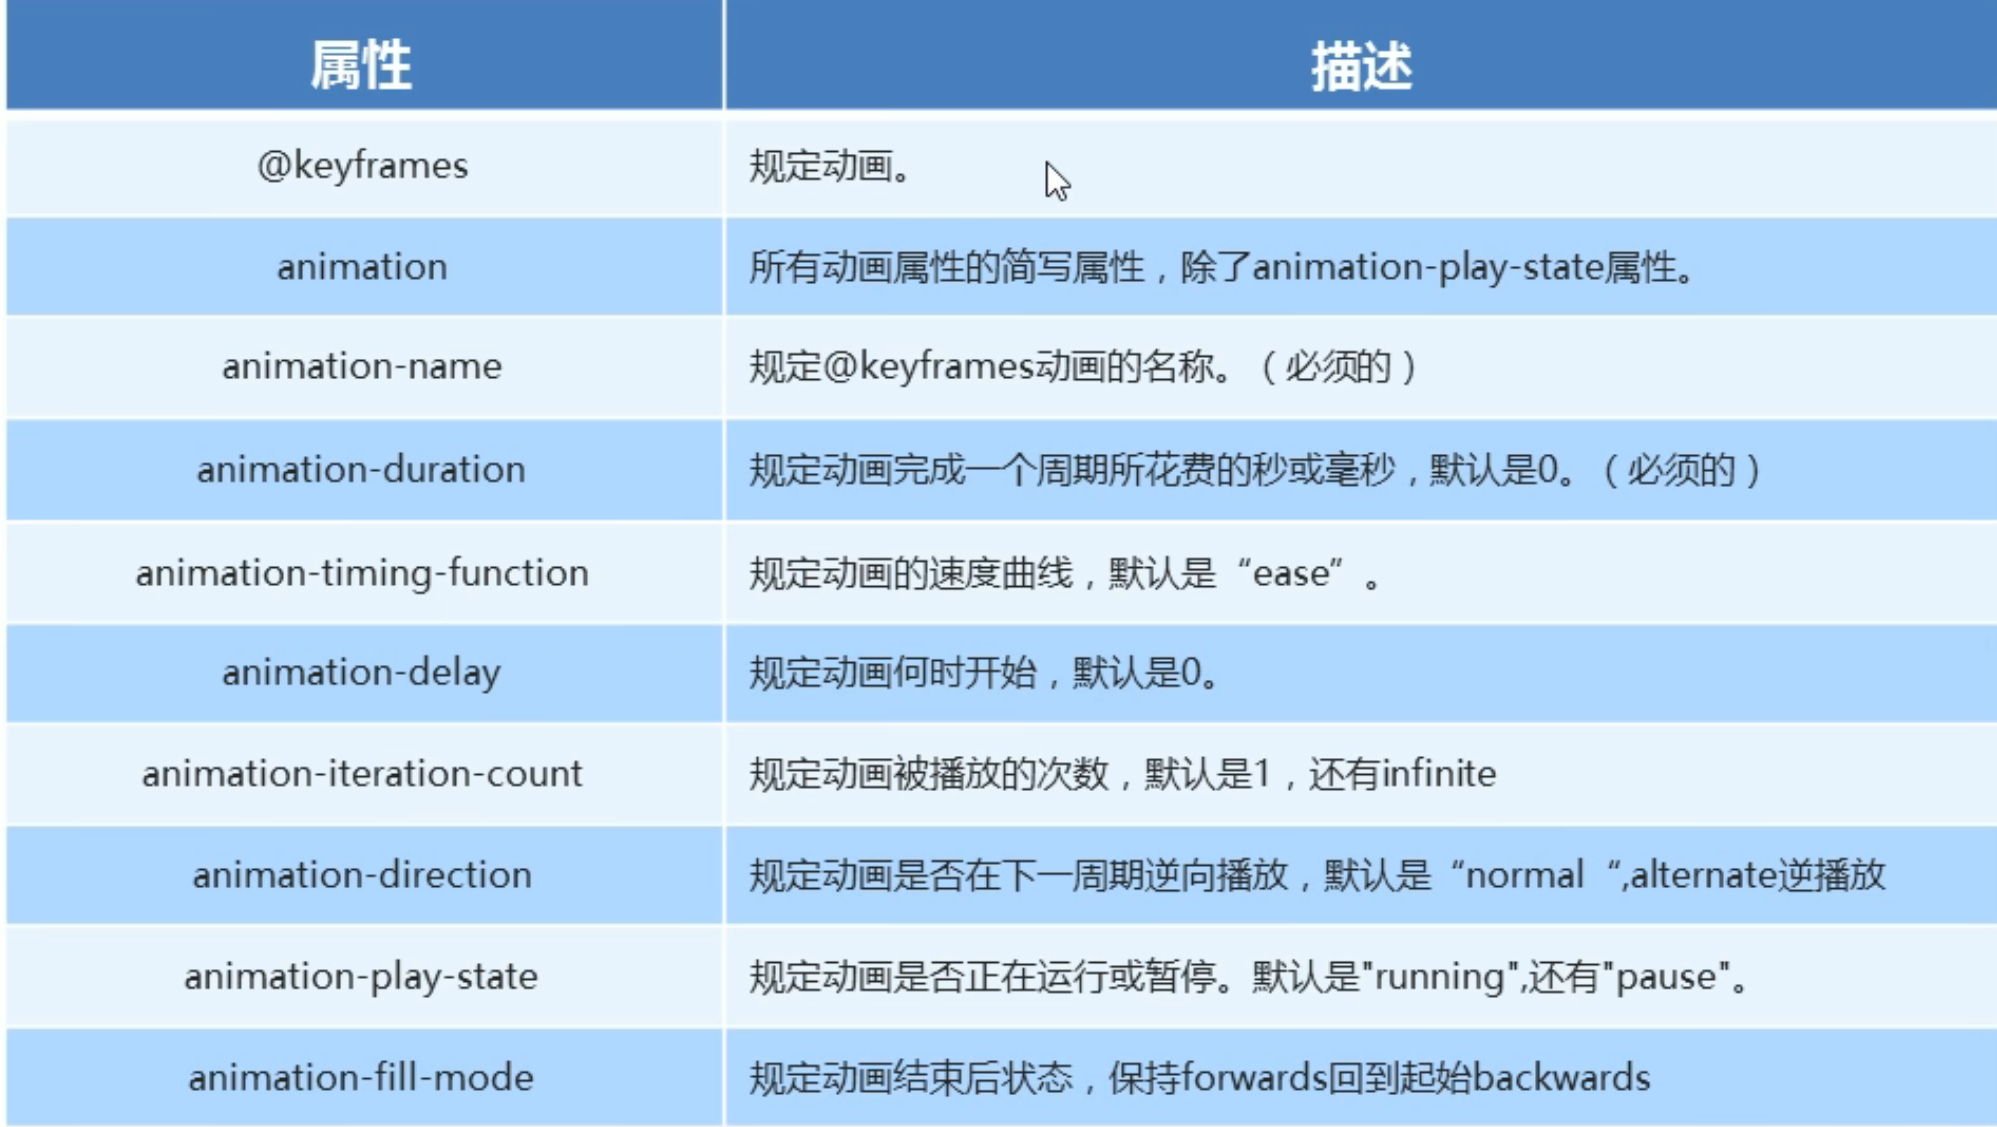 属性 描述
@keyframes 规定动画。
animation 所有动画属性的简写属性，除了animation-play-state属性。
animation-name 规定@keyframes动画的名称。（必须的）
animation-duration 规定动画完成一个周期所花费的秒或毫秒，默认是0。（必须的）
animation-timing-function 规定动画的速度曲线，默认是“ease”。
animation-delay 规定动画何时开始，默认是0。
animation-iteration-count 规定动画被播放的次数，默认是1，还有infinite
animation-direction 规定动画是否在下一周期逆向播放，默认是“normal“,alternate逆播放
animation-play-state 规定动画是否正在运行或暂停。默认是"running",还有"pause"。
animation-fill-mode 规定动画结束后状态，保持forwards回到起始backwards